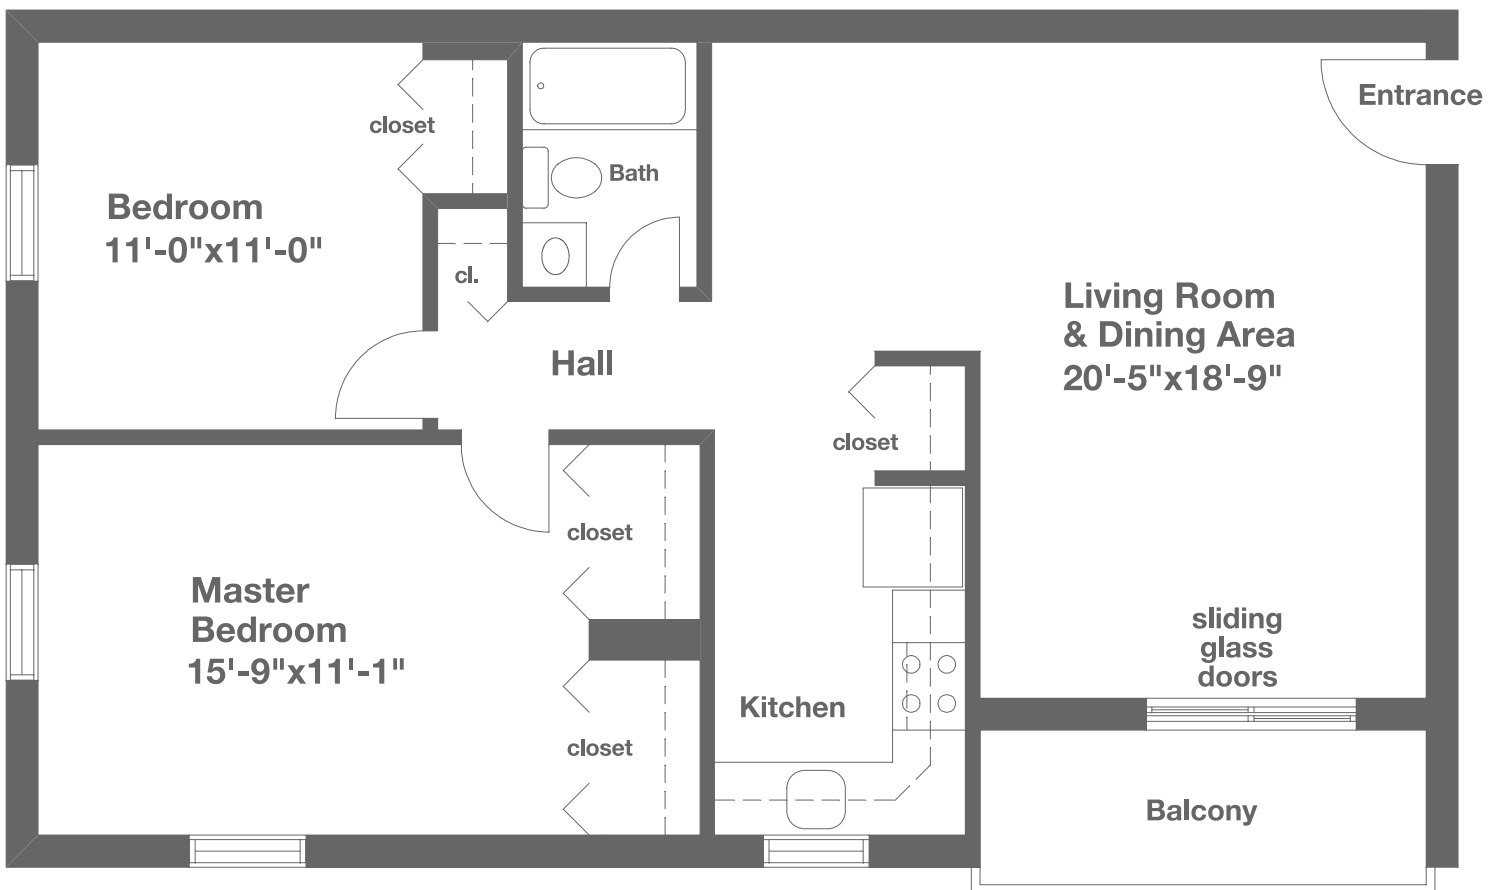 Entrance
closet
Bath
Bedroom
11'-0"x11'-0"
cl.
Living Room
& Dining Area
20'-5"x18'-9"
Hall
closet
closet
Master
Bedroom
15'-9"x11'-1"
sliding
glass
doors
Kitchen
closet
Balcony